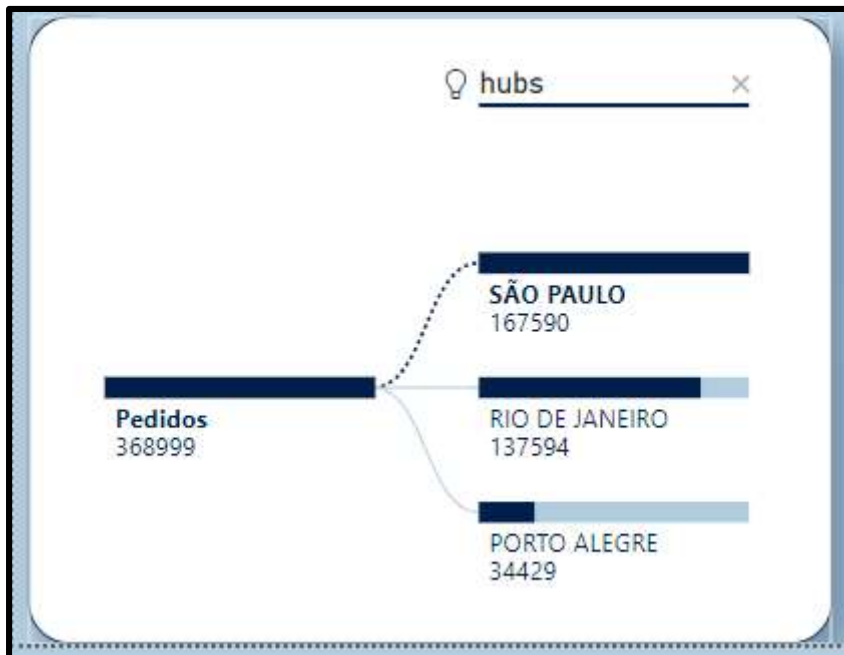 hubs
SÃO PAULO
167590
Pedidos
368999
RIO DE JANEIRO
137594
PORTO ALEGRE
34429